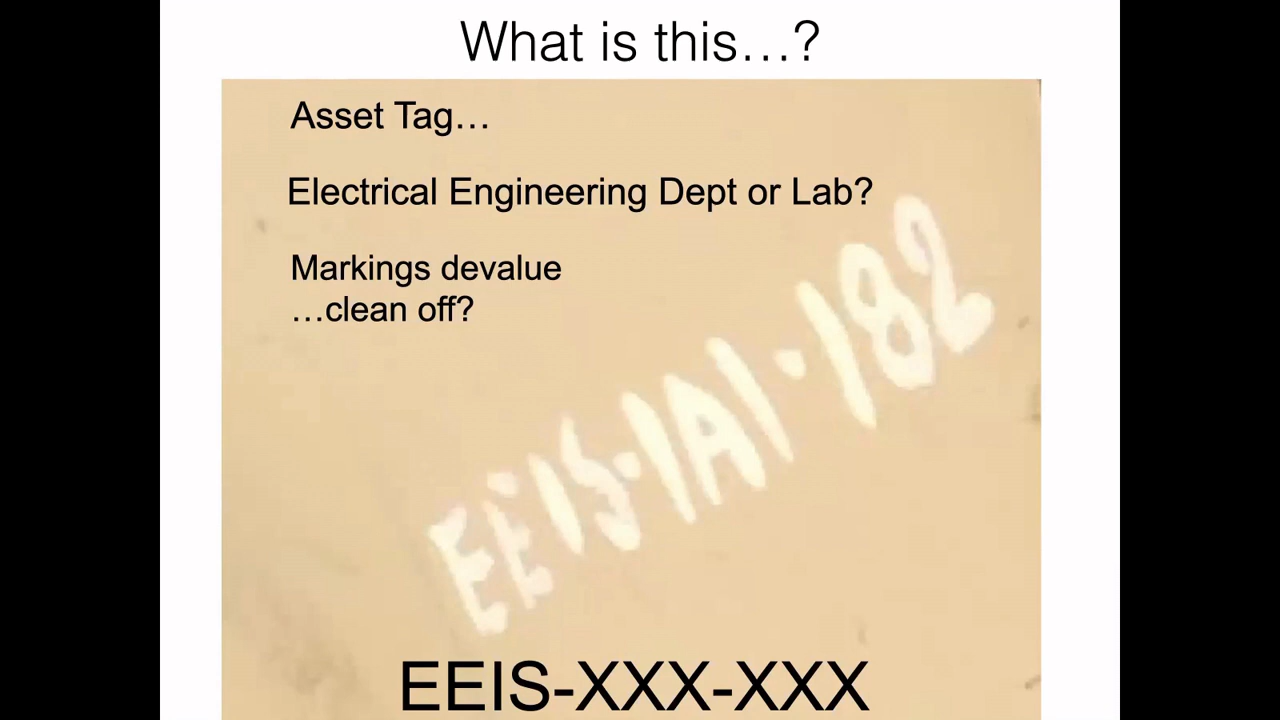 What is this…?
Asset Tag…
Electrical Engineering Dept or Lab?
Markings devalue
…clean off?
EEIS·IAI·182
EEIS-XXX-XXX